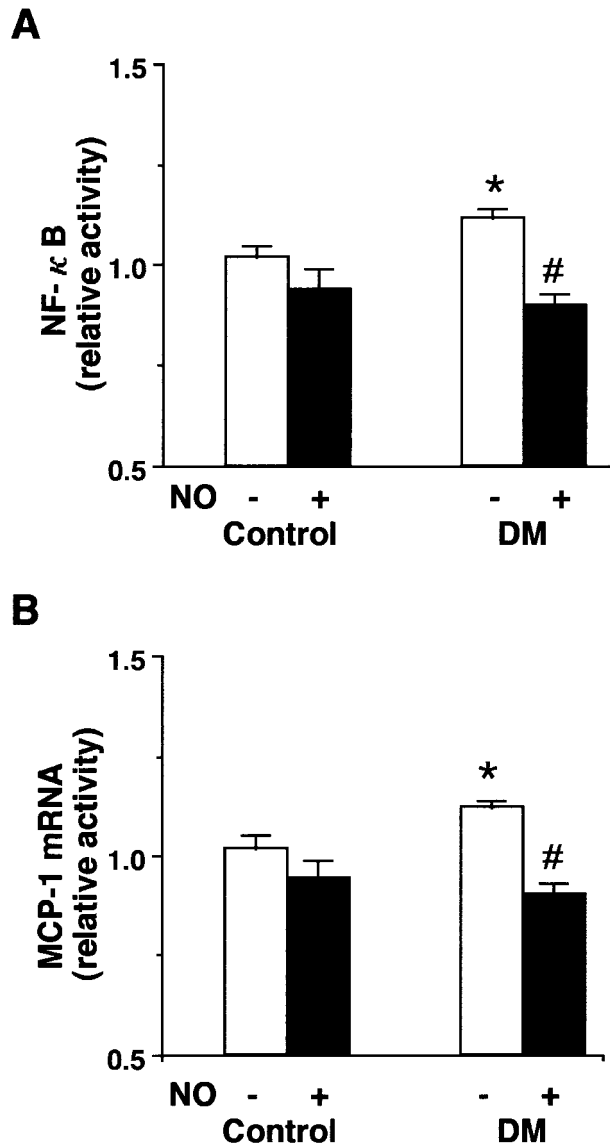 A
NF-κB
(relative activity)
1.5
1.0
0.5
*
#
NO - + - +
Control DM
B
MCP-1 mRNA
(relative activity)
1.5
1.0
0.5
*
#
NO - + - +
Control DM